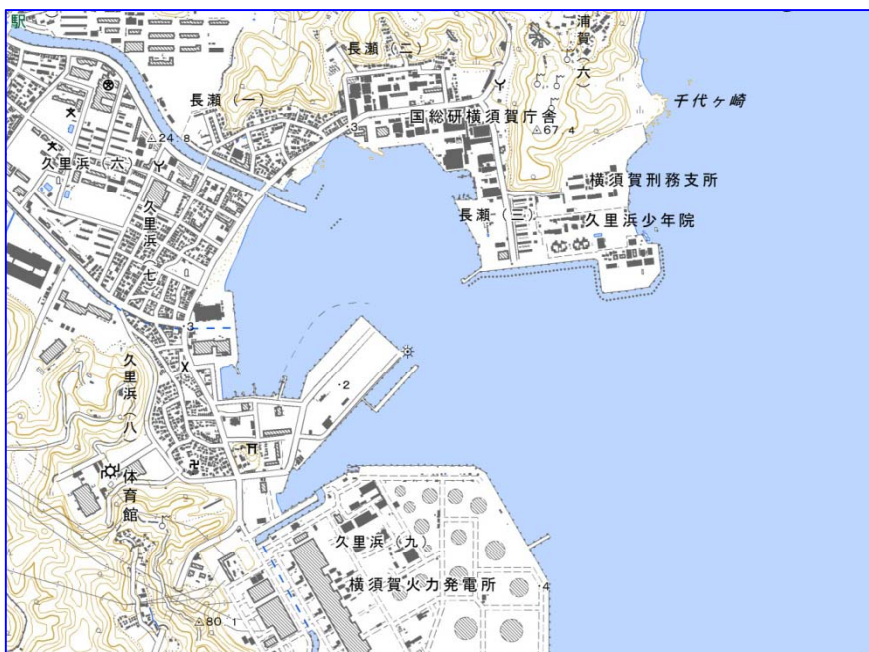 駅
浦賀（六）
長瀬（二）
長瀬（一）
千代ヶ崎
国総研横須賀庁舎
3
67.4
24.8
久里浜（六）
横須賀刑務支所
長瀬（三）
久里浜少年院
久里浜（七）
3
久里浜（八）
2
体育館
久里浜（九）
横須賀火力発電所
4
80.1